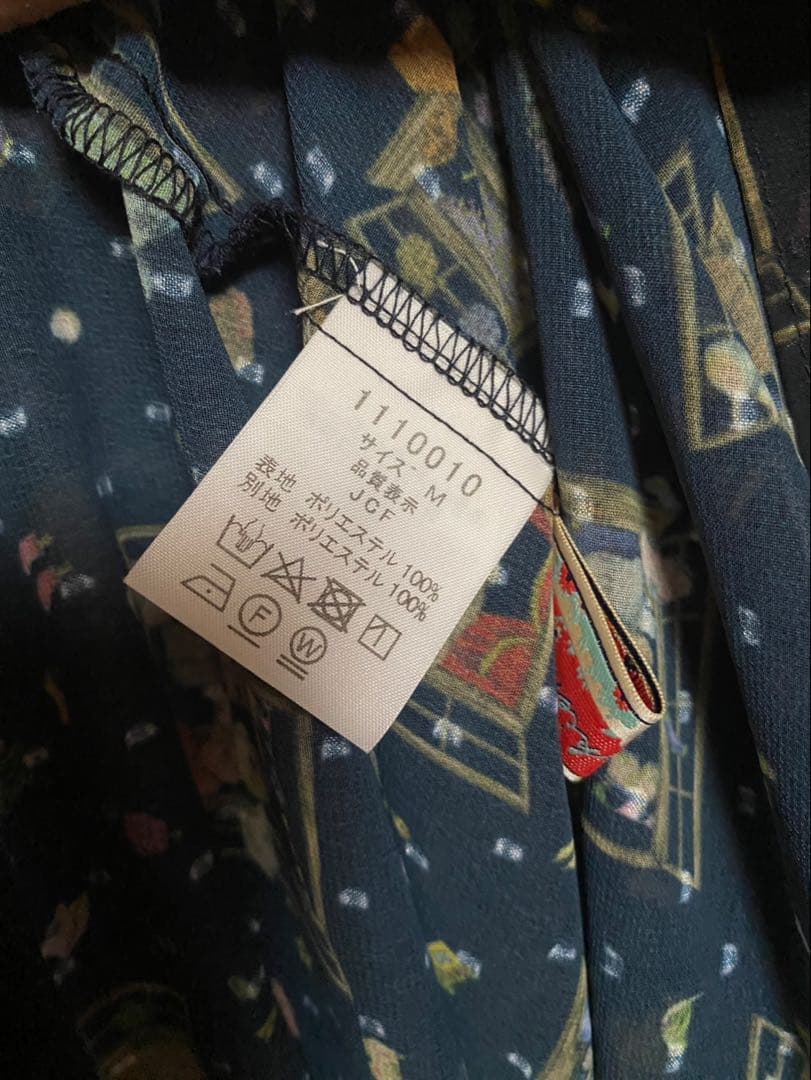 1110010
サイズ M
品質表示
JCF
表地 ポリエステル 100%
別地 ポリエステル 100%
F W